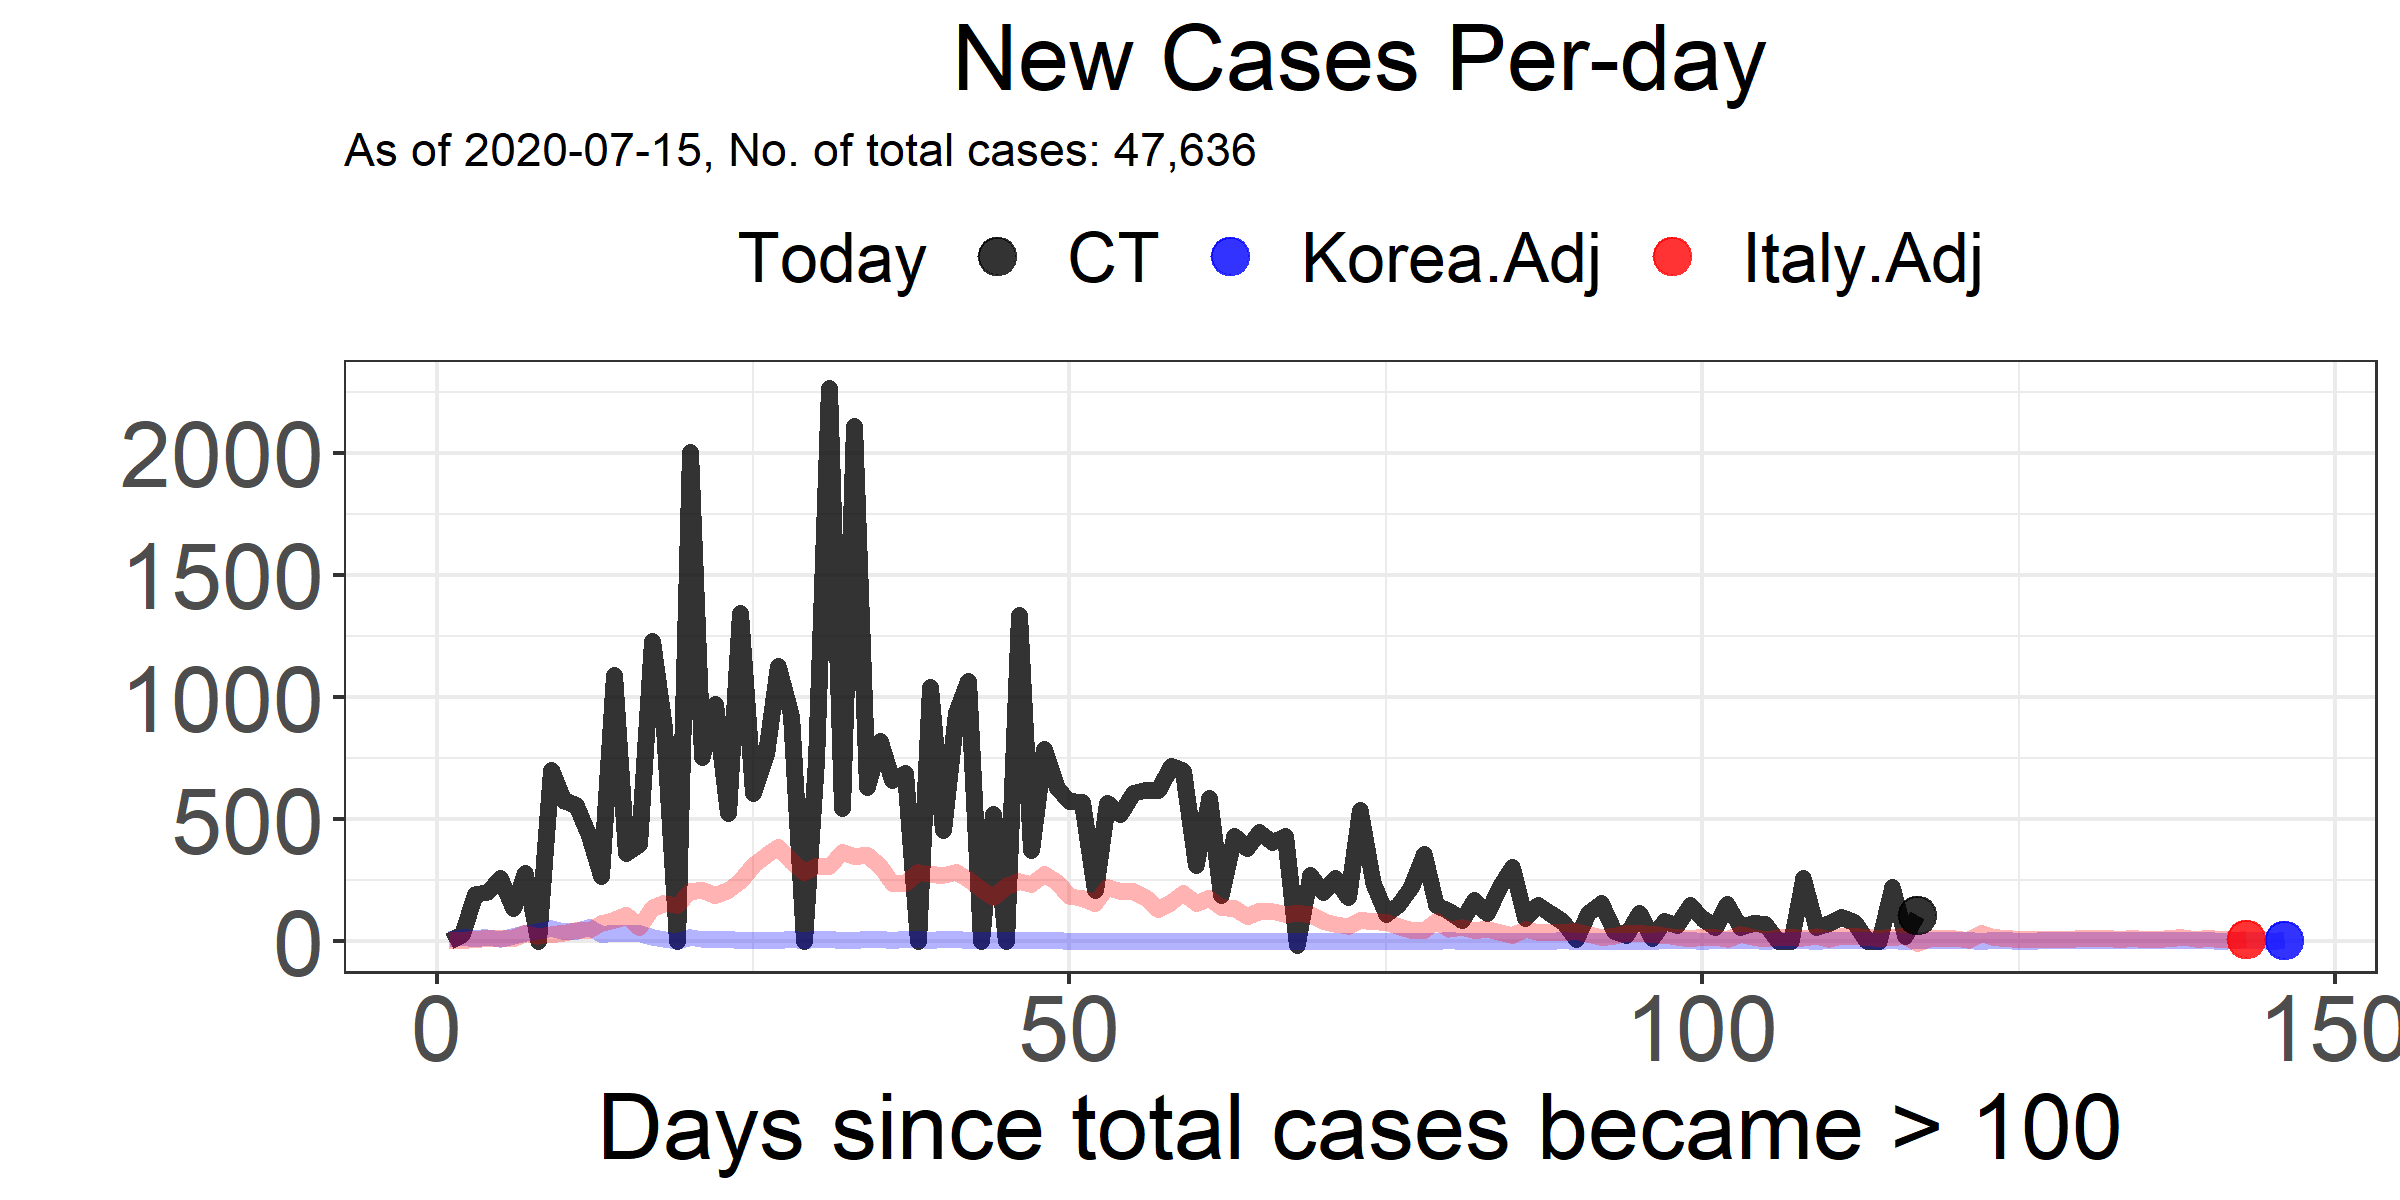 New Cases Per-day
As of 2020-07-15, No. of total cases: 47,636
Today CT Korea.Adj Italy.Adj
2000
1500
1000
500
0
0 50 100 150
Days since total cases became > 100